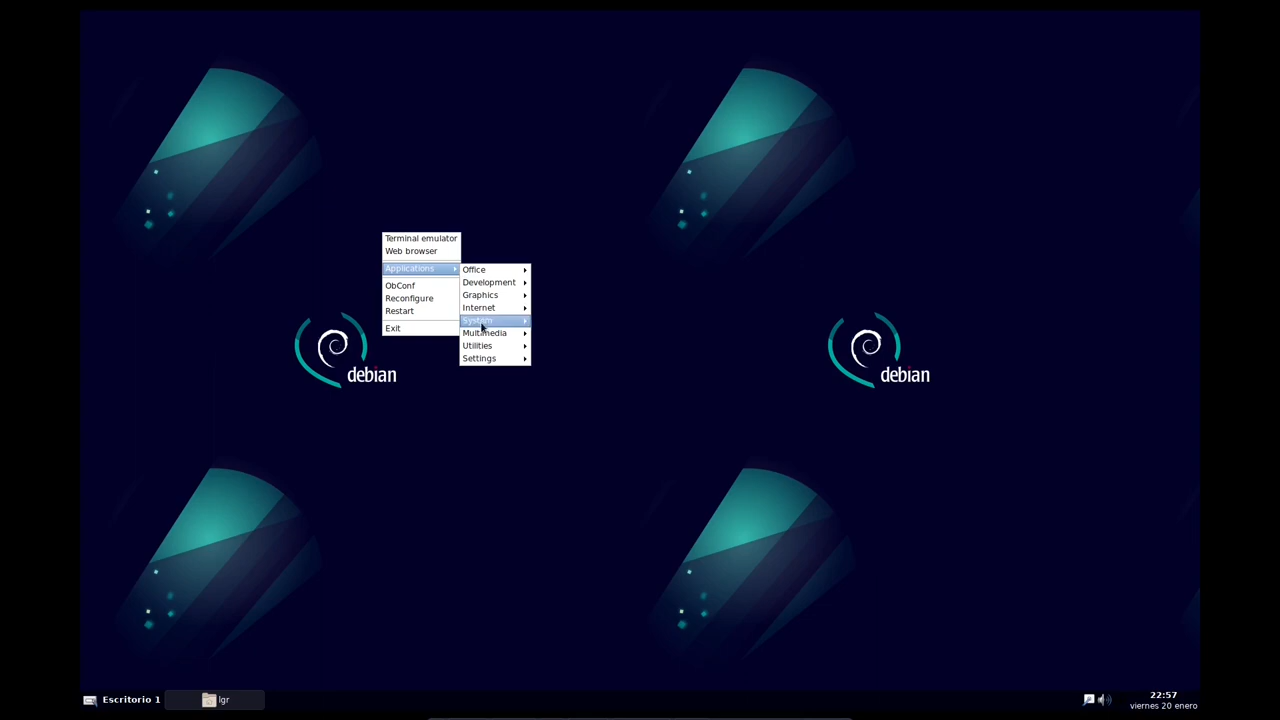 Terminal emulator
Web browser
Applications
ObConf
Reconfigure
Restart
Exit
Office
Development
Graphics
Internet
System
Multimedia
Utilities
Settings
debian
debian
Escritorio 1
lgr
22:57
viernes 20 enero